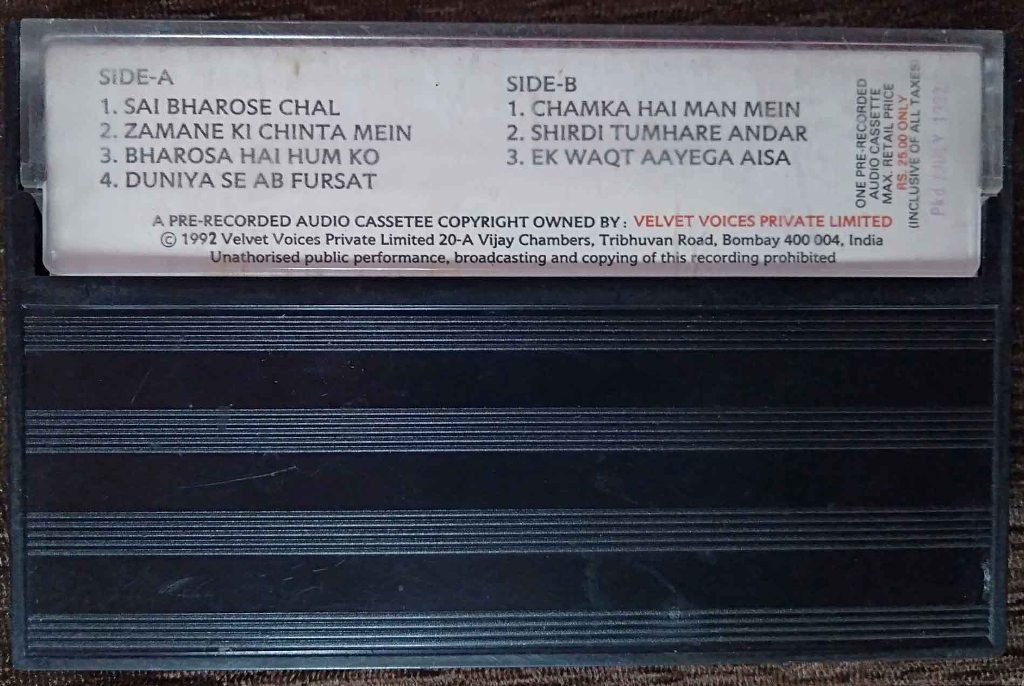 SIDE-A
1. SAI BHAROSE CHAL
2. ZAMANE KI CHINTA MEIN
3. BHAROSA HAI HUM KO
4. DUNIYA SE AB FURSAT
SIDE-B
1. CHAMKA HAI MAN MEIN
2. SHIRDI TUMHARE ANDAR
3. EK WAQT AAYEGA AISA
A PRE-RECORDED AUDIO CASSETEE COPYRIGHT OWNED BY: VELVET VOICES PRIVATE LIMITED
© 1992 Velvet Voices Private Limited 20-A Vijay Chambers, Tribhuvan Road, Bombay 400 004, India
Unathorised public performance, broadcasting and copying of this recording prohibited
ONE PRE-RECORDED
AUDIO CASSETTE
MAX. RETAIL PRICE
RS. 25.00 ONLY
(INCLUSIVE OF ALL TAXES)
Pkd